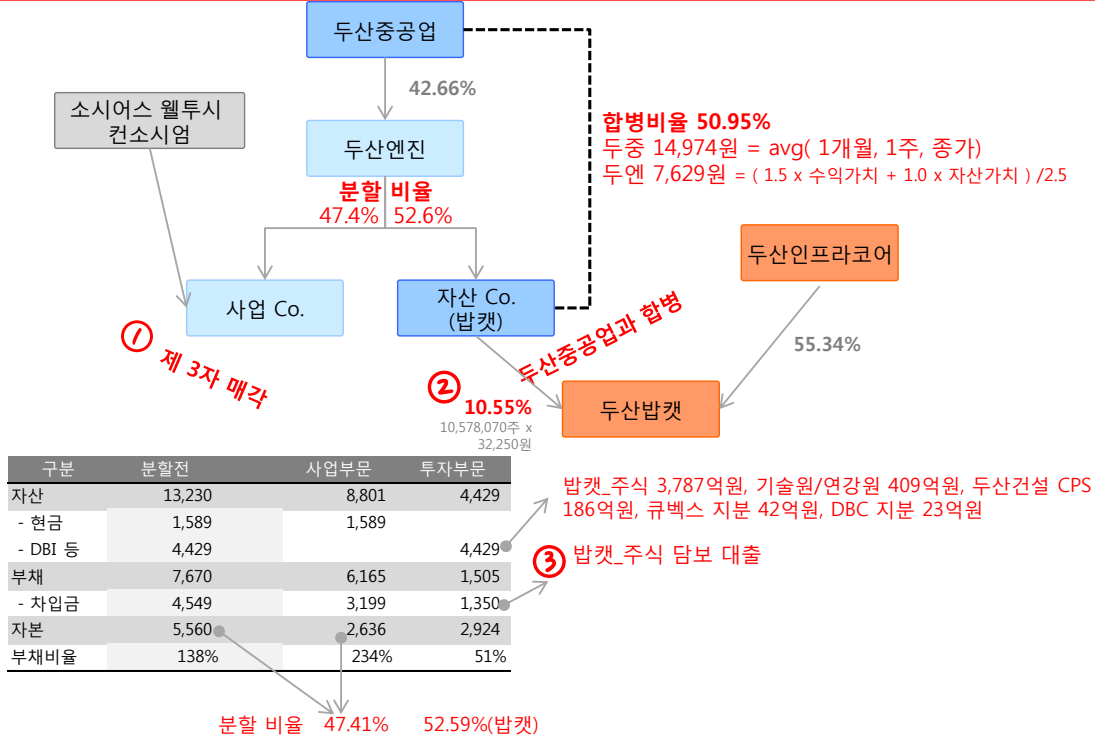 두산중공업
42.66%
소시어스 웰투시
컨소시엄
두산엔진
합병비율 50.95%
두중 14,974원 = avg( 1개월, 1주, 종가)
두엔 7,629원 = ( 1.5 x 수익가치 + 1.0 x 자산가치 ) /2.5
분할 비율
47.4% 52.6%
두산인프라코어
사업 Co.
자산 Co.
(밥캣)
① 제 3자 매각
두산중공업과 합병
55.34%
②
10.55%
10,578,070주 x
32,250원
두산밥캣
구분 분할전 사업부문 투자부문
자산 13,230 8,801 4,429
- 현금 1,589 1,589
- DBI 등 4,429 4,429
부채 7,670 6,165 1,505
- 차입금 4,549 3,199 1,350
자본 5,560 2,636 2,924
부채비율 138% 234% 51%
밥캣_주식 3,787억원, 기술원/연강원 409억원, 두산건설 CPS
186억원, 큐벡스 지분 42억원, DBC 지분 23억원
③ 밥캣_주식 담보 대출
분할 비율 47.41% 52.59%(밥캣)